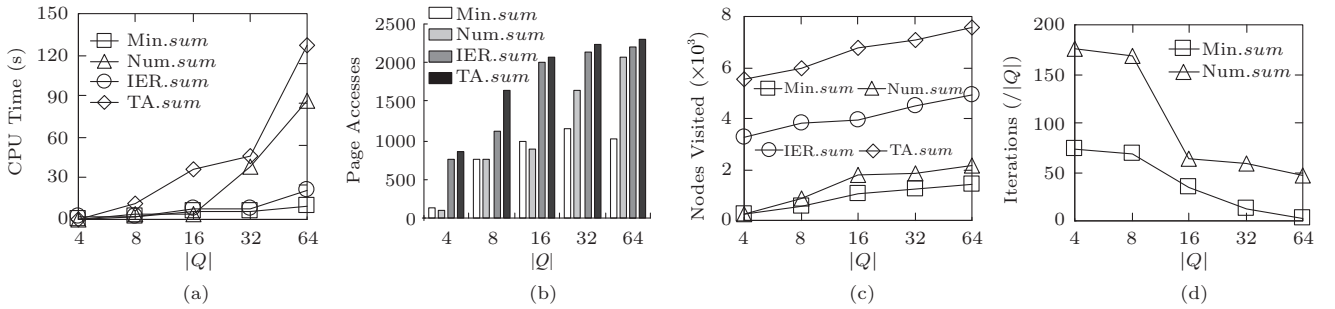 150
120
90
60
30
0
CPU Time (s)
Min.sum
Num.sum
IER.sum
TA.sum
4 8 16 32 64
|Q|
(a)
2500
2000
1500
1000
500
0
Page Accesses
Min.sum
Num.sum
IER.sum
TA.sum
4 8 16 32 64
|Q|
(b)
8
6
4
2
0
Nodes Visited (×10³)
Min.sum Num.sum
IER.sum TA.sum
4 8 16 32 64
|Q|
(c)
200
150
100
50
0
Iterations (/|Q|)
Min.sum
Num.sum
4 8 16 32 64
|Q|
(d)